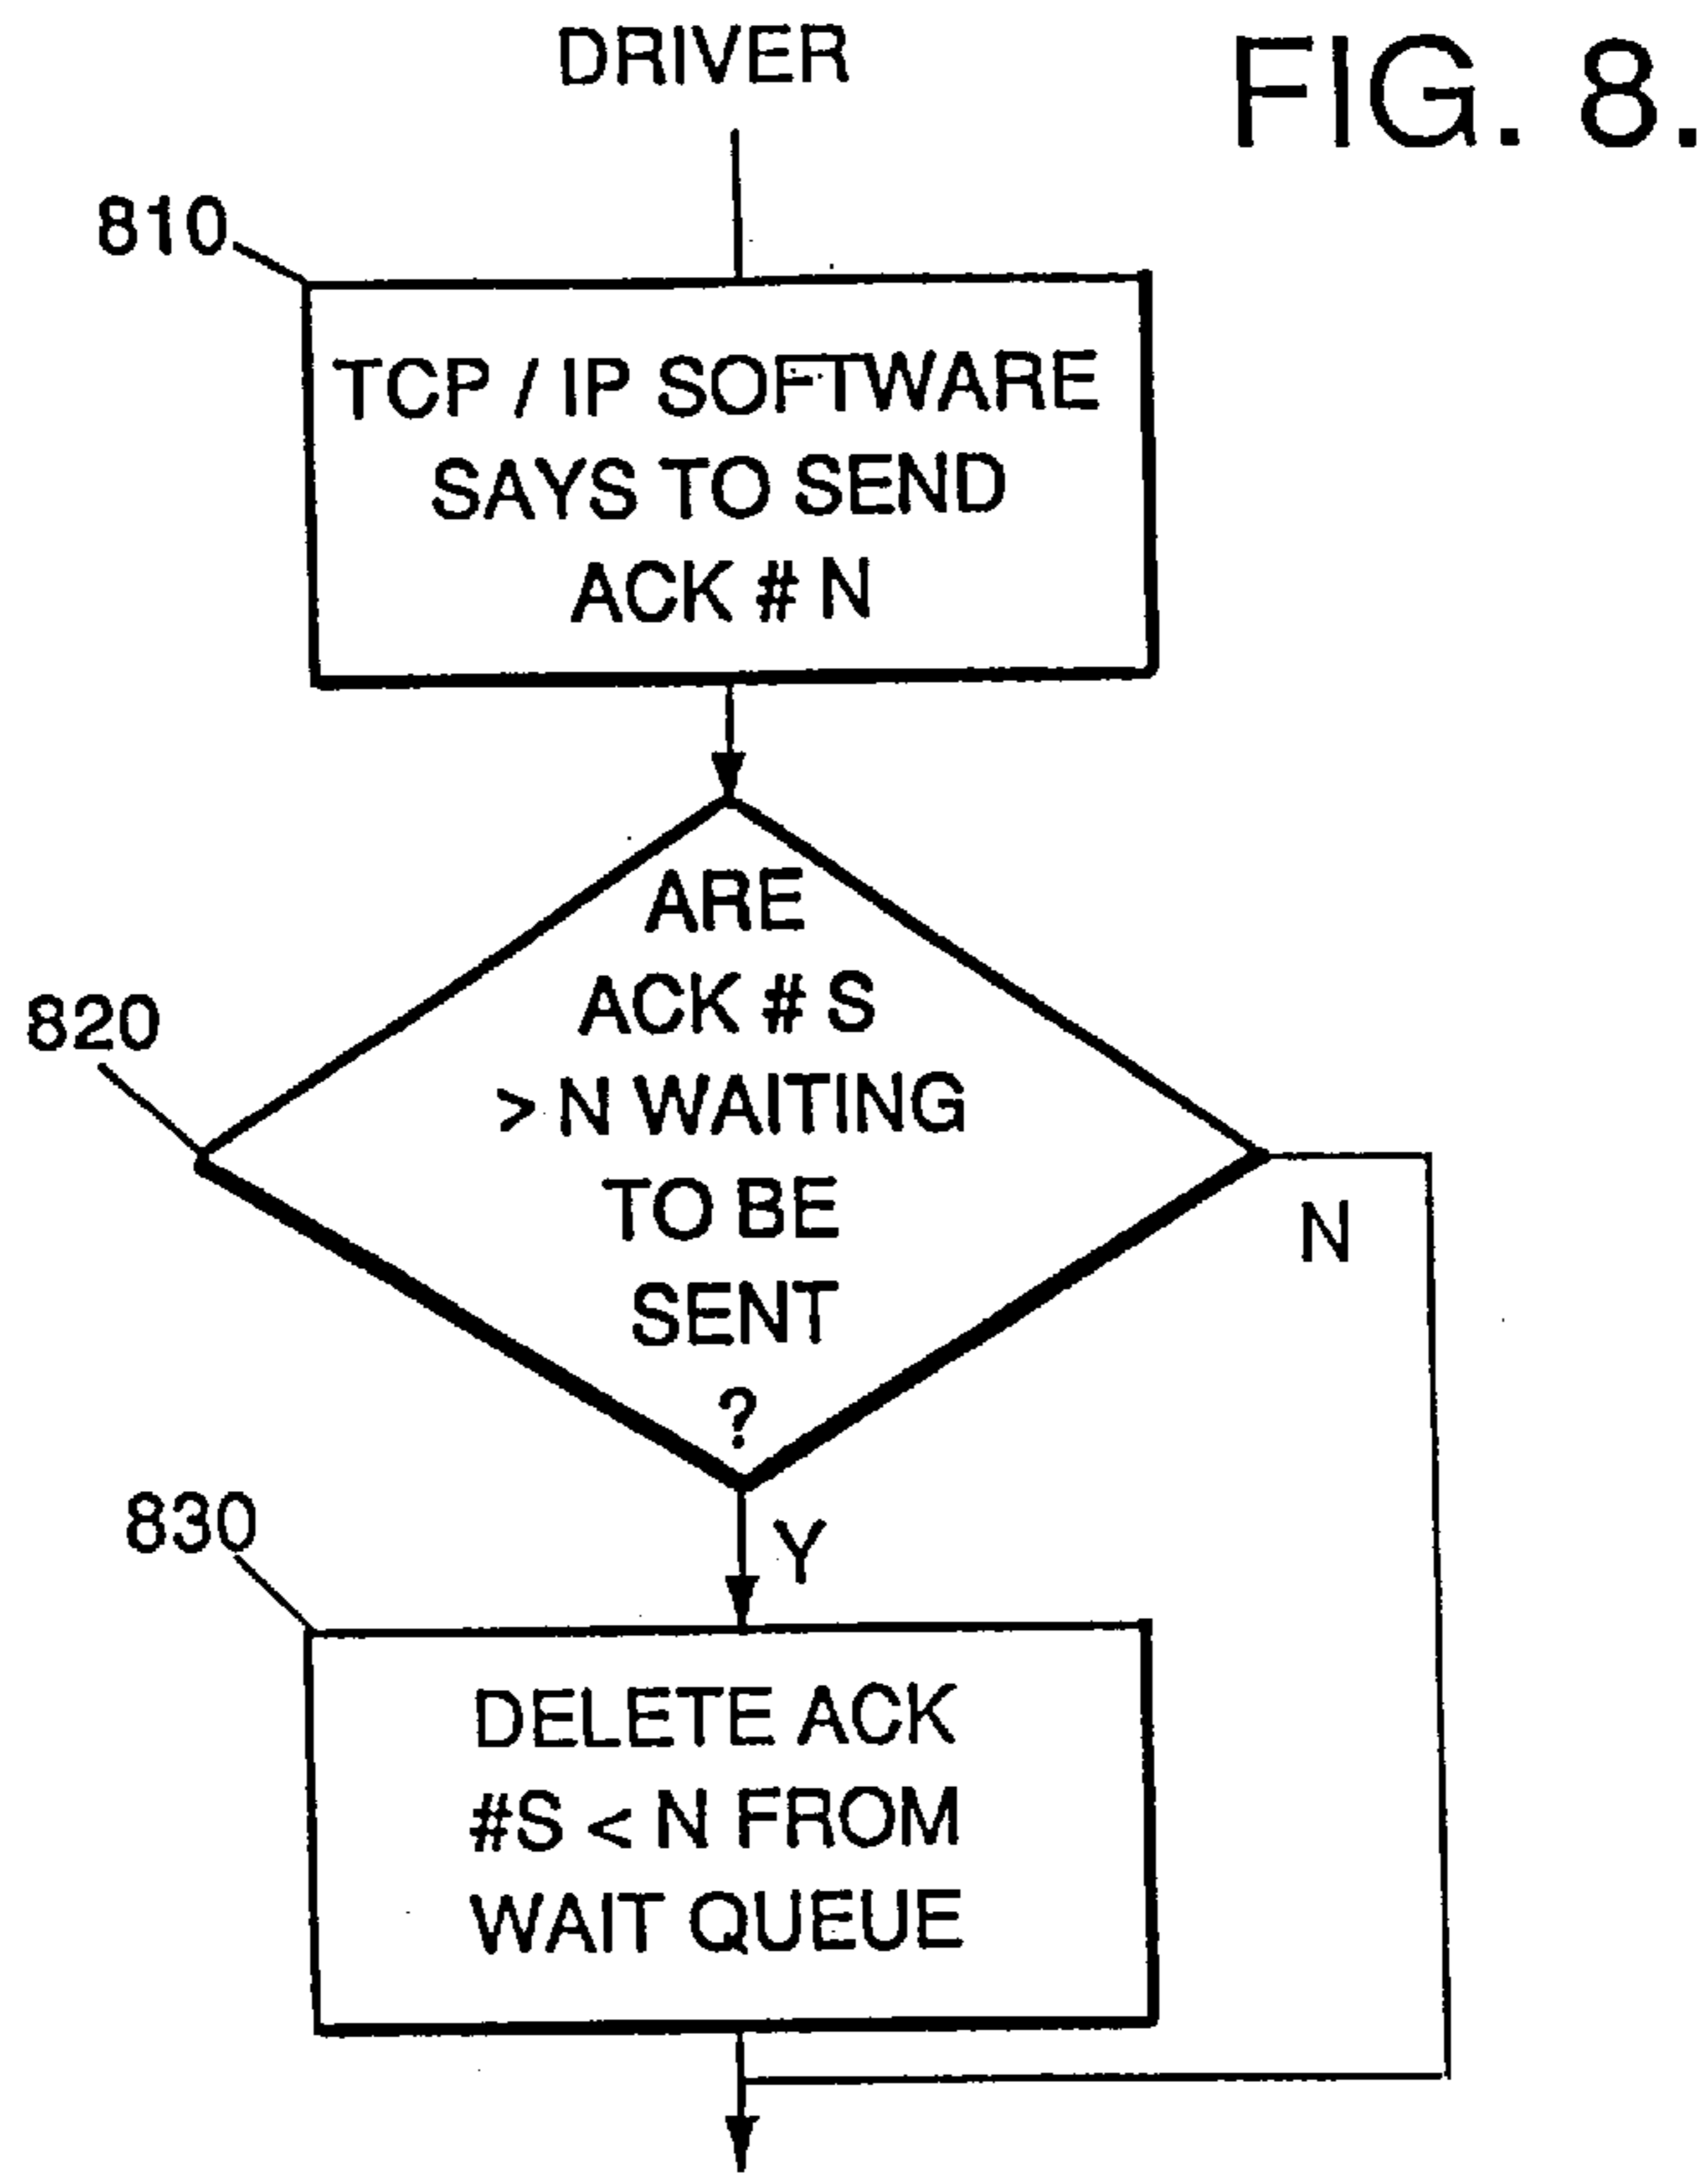 DRIVER
FIG. 8.
810
TCP / IP SOFTWARE
SAYS TO SEND
ACK # N
820
ARE
ACK # S
> N WAITING
TO BE
SENT
?
N
Y
830
DELETE ACK
#S < N FROM
WAIT QUEUE